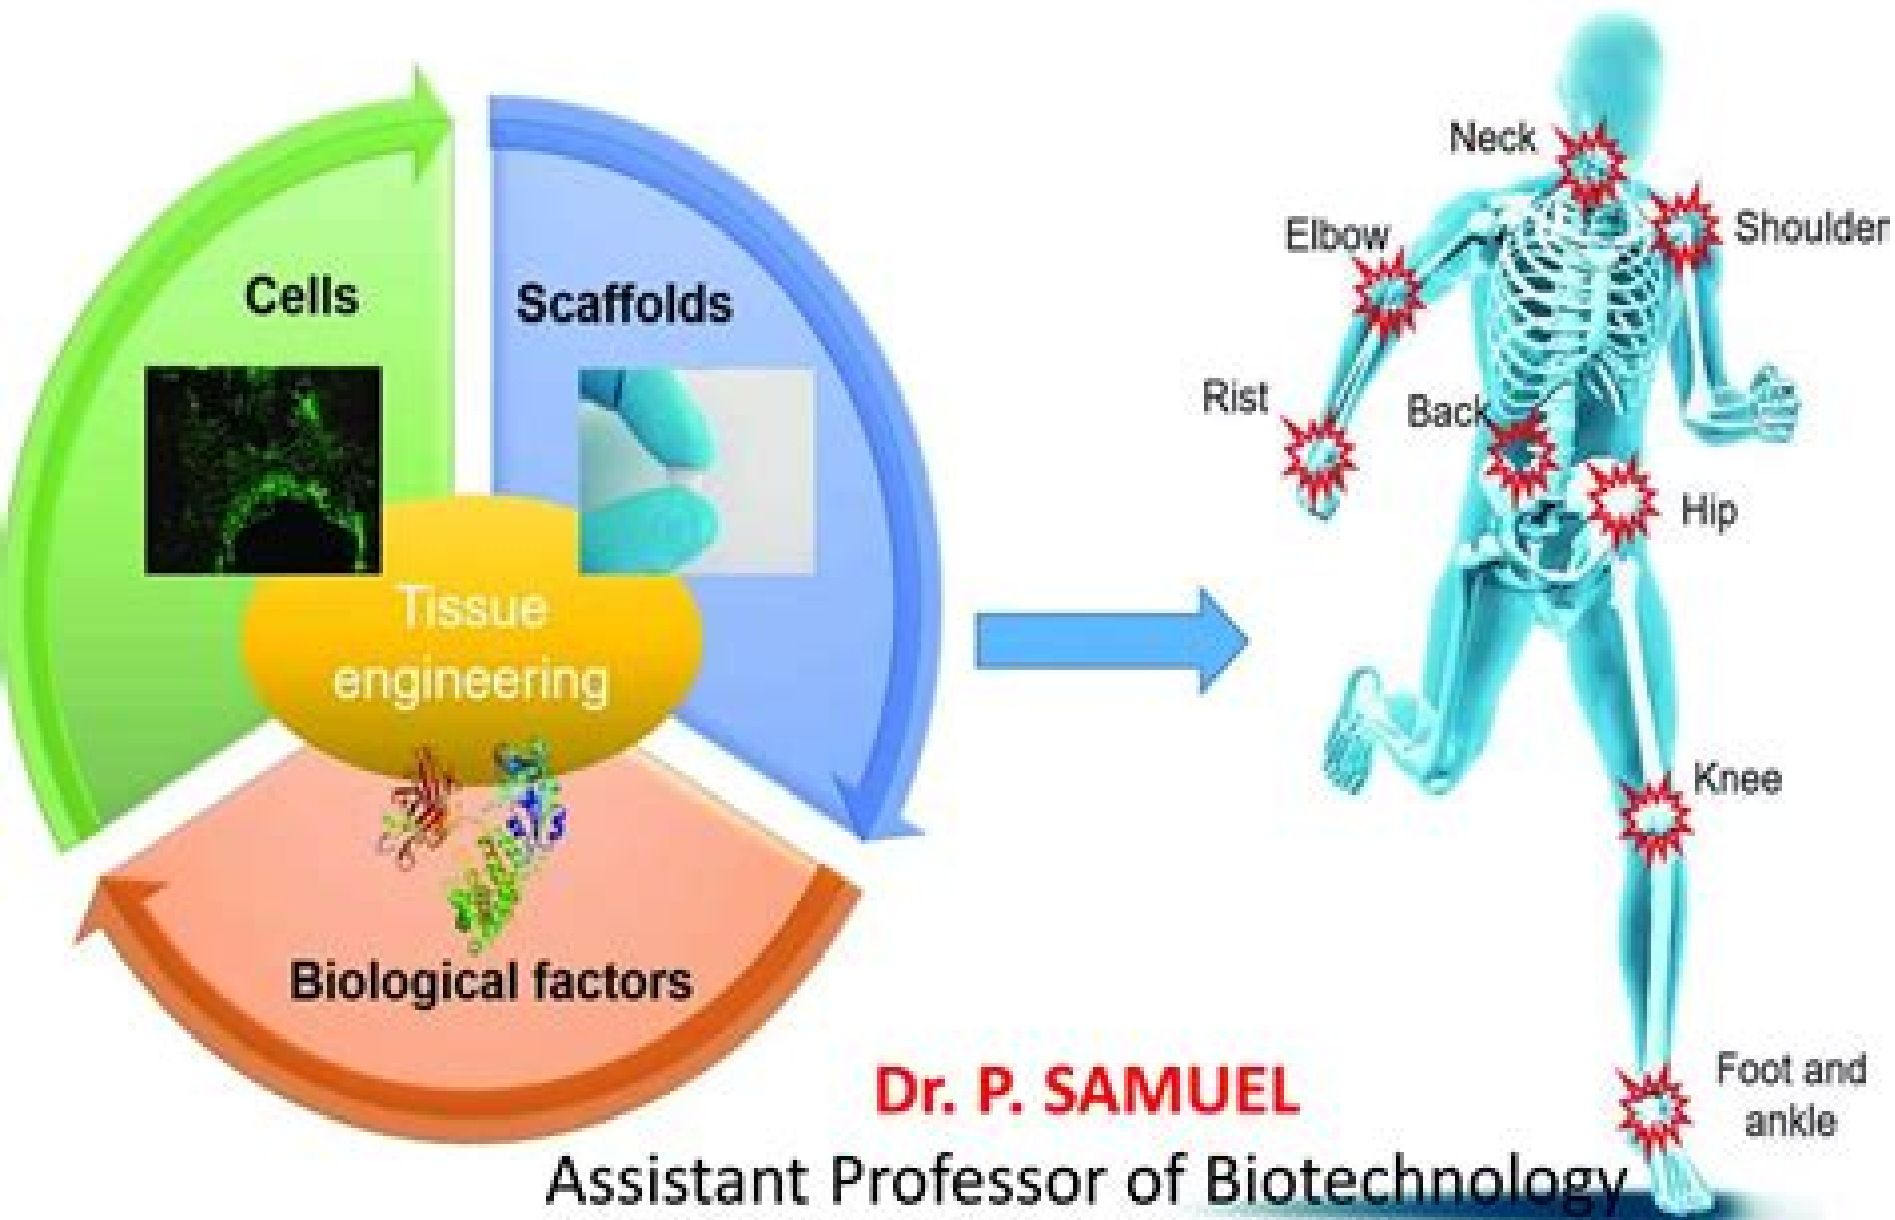 Cells
Scaffolds
Tissue
engineering
Biological factors
Neck
Elbow
Shoulder
Rist
Back
Hip
Knee
Foot and
ankle
Dr. P. SAMUEL
Assistant Professor of Biotechnology